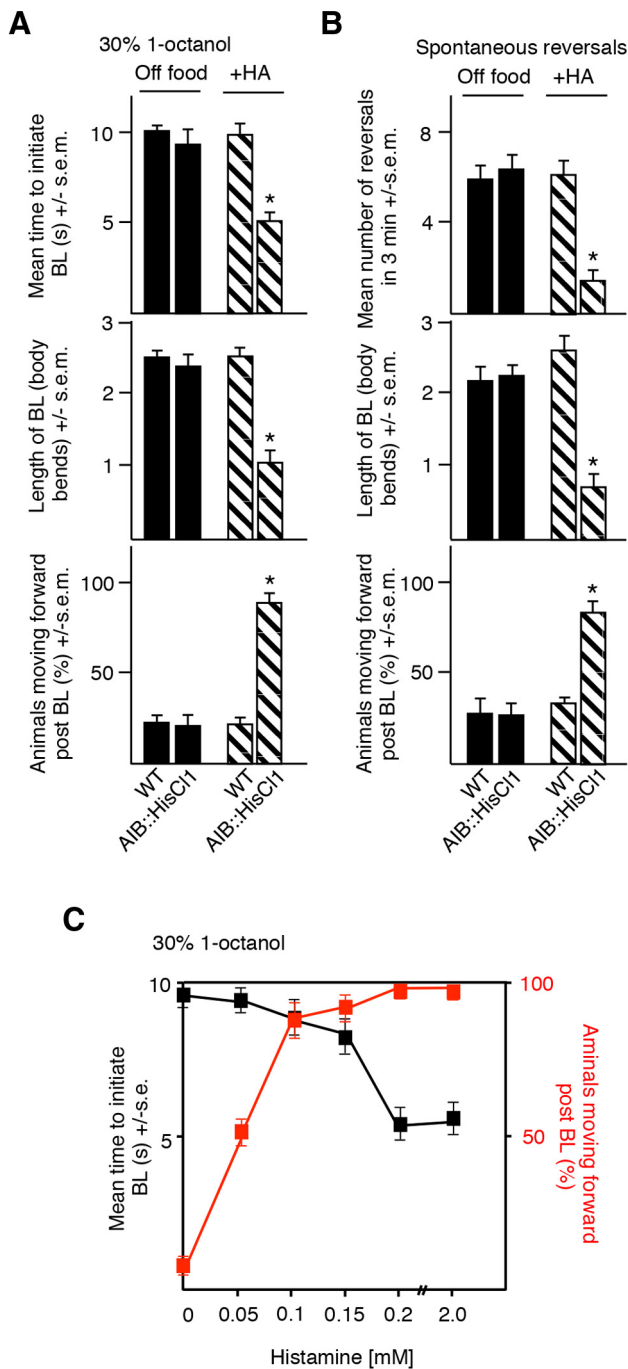 A
30% 1-octanol
Off food
+HA
Mean time to initiate
BL (s) +/- s.e.m.
10
5
Length of BL (body
bends) +/- s.e.m.
3
2
1
*
*
Animals moving forward
post BL (%) +/-s.e.m.
100
50
*
WT
AIB::HisCl1
WT
AIB::HisCl1
B
Spontaneous reversals
Off food
+HA
Mean number of reversals
in 3 min +/-s.e.m.
8
4
*
Length of BL (body
bends) +/- s.e.m.
3
2
1
*
Animals moving forward
post BL (%) +/-s.e.m.
100
50
*
WT
AIB::HisCl1
WT
AIB::HisCl1
C
30% 1-octanol
Mean time to initiate
BL (s) +/-s.e.
10
5
100
50
Aminals moving forward
post BL (%)
0
0.05
0.1
0.15
0.2
2.0
Histamine [mM]